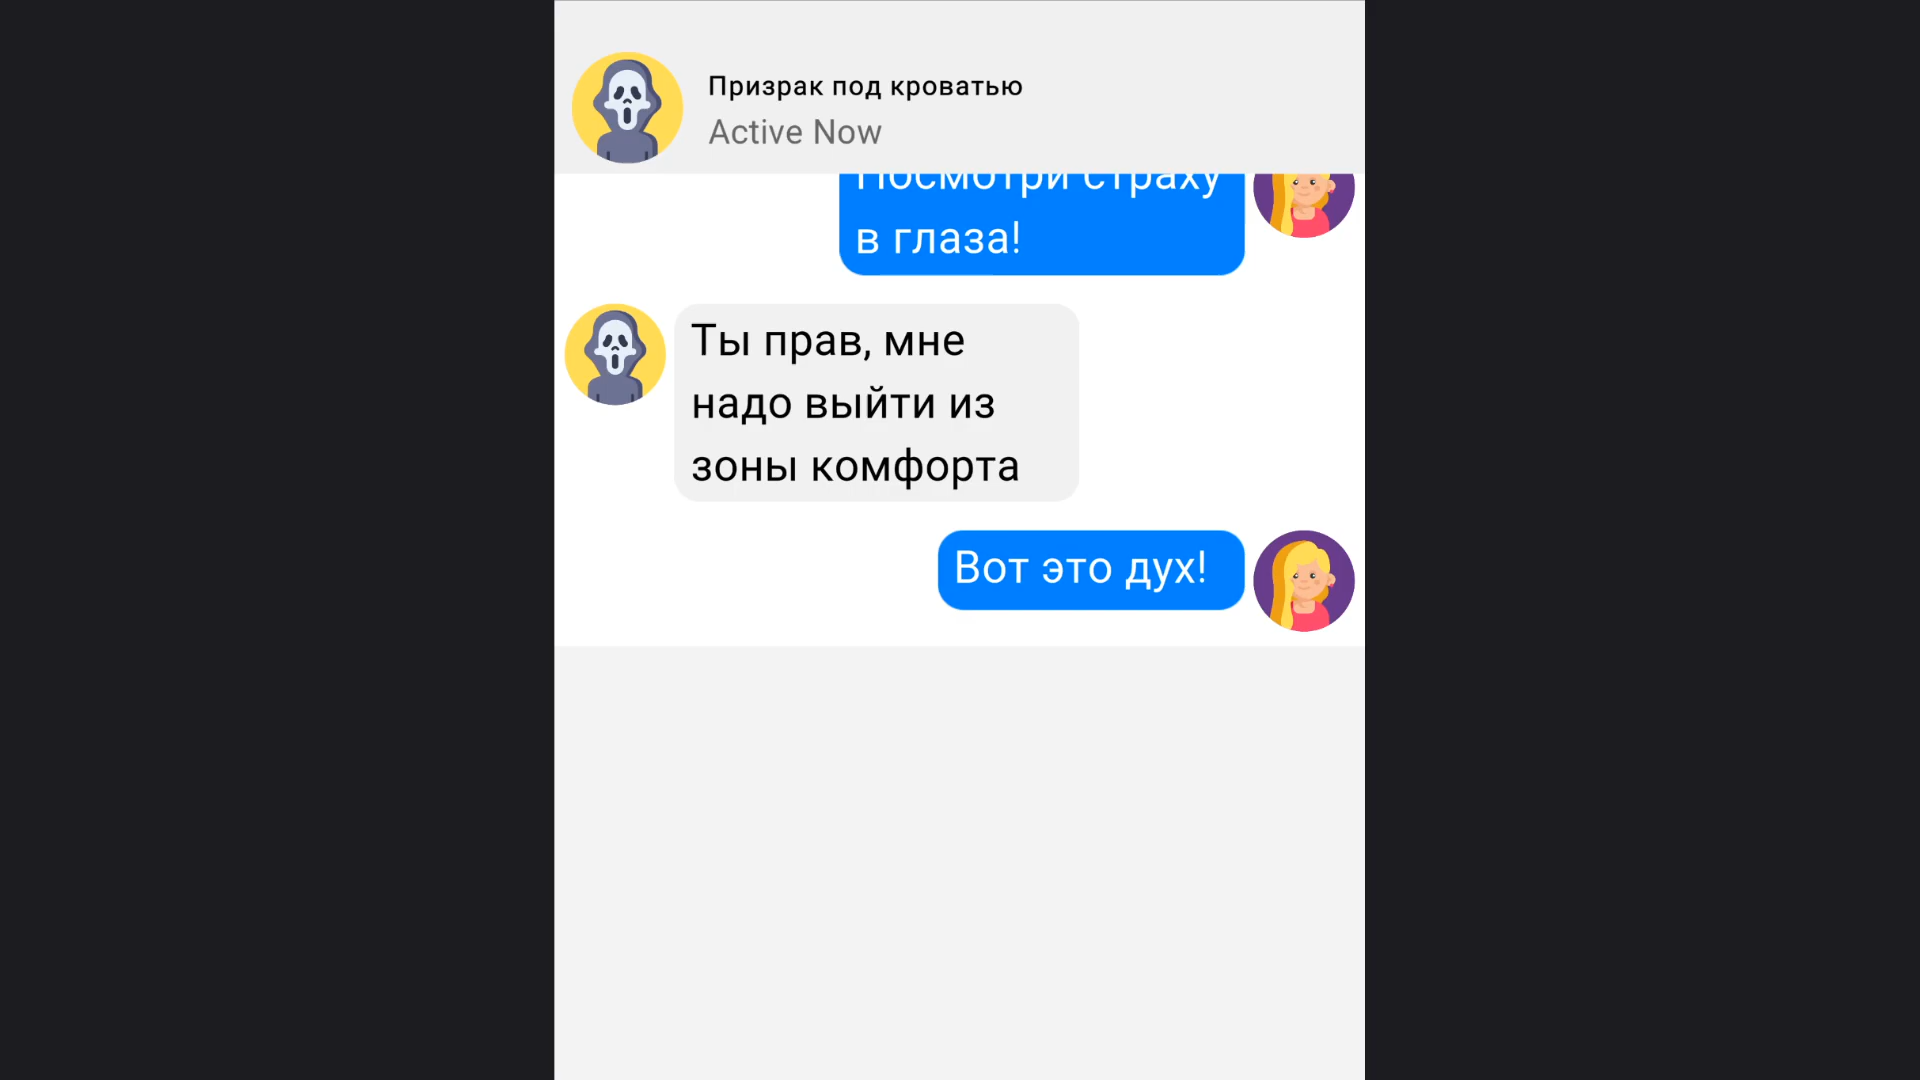 Призрак под кроватью
Active Now
Посмотри страху
в глаза!
Ты прав, мне
надо выйти из
зоны комфорта
Вот это дух!